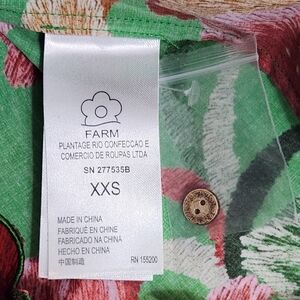 FARM
PLANTAGE RIO CONFECCAO E
COMERCIO DE ROUPAS LTDA
SN 277535B
XXS
MADE IN CHINA
FABRIQUÉ EN CHINE
FABRICADO NA CHINA
HECHO EN CHINA
中国制造
RN 155200